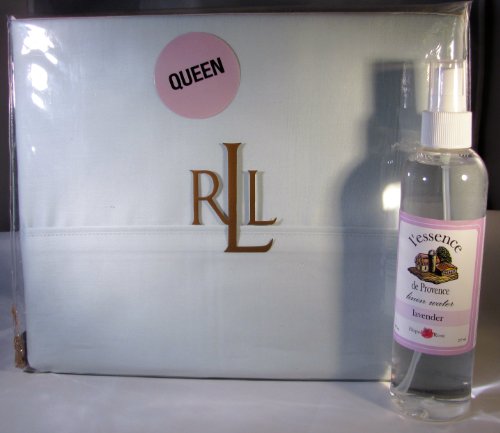 QUEEN
RLL
l'essence
de Provence
linen water
lavender